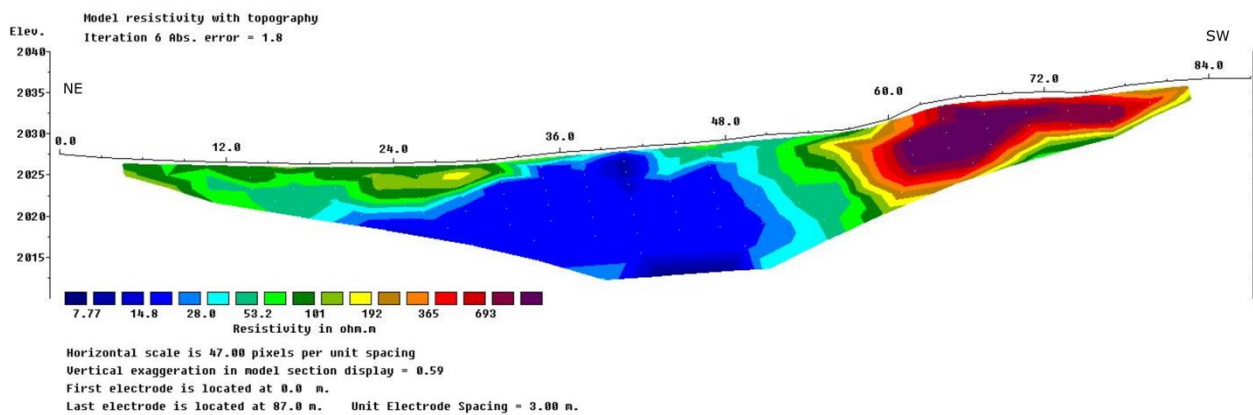 Model resistivity with topography
Iteration 6 Abs. error = 1.8
Elev.
SW
2040
84.0
NE
72.0
2035
60.0
48.0
2030
0.0 12.0 24.0 36.0
2025
2020
2015
7.77 14.8 28.0 53.2 101 192 365 693
Resistivity in ohm.m
Horizontal scale is 47.00 pixels per unit spacing
Vertical exaggeration in model section display = 0.59
First electrode is located at 0.0 m.
Last electrode is located at 87.0 m. Unit Electrode Spacing = 3.00 m.